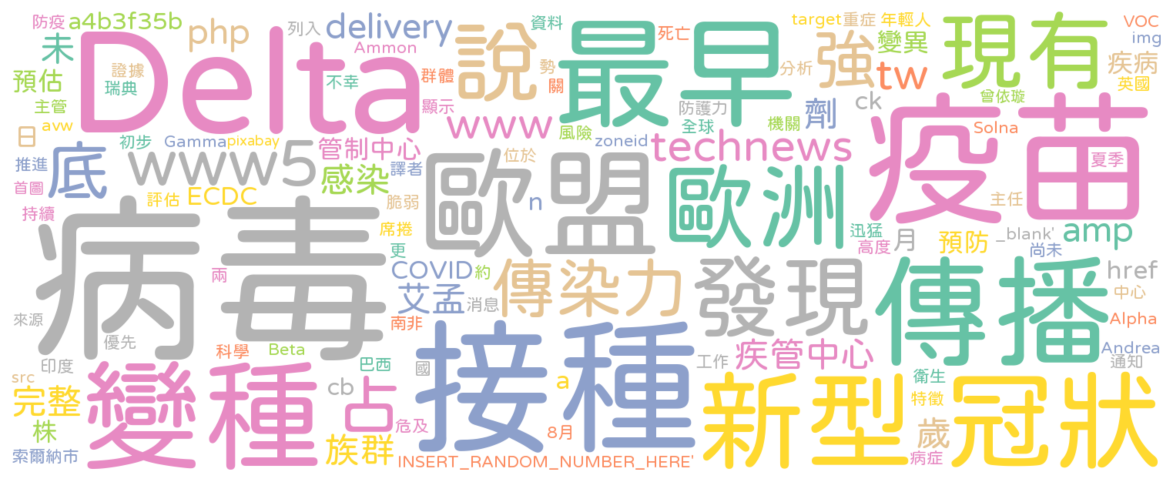 防疫
a4b3f35b
php
列入
delivery
資料
死亡
target
重症
年輕人
VOC
img
未
Delta
Ammon
說
最早
強
變異
現有
疾病
預估
證據
瑞典
不幸
群體
勢
關
分析
tw
英國
主管
顯示
防護力
ck
曾依璇
日
avw
初步
Gamma
pixabay
www
風險
全球
機關
劑
Solna
疫苗
推進
底
www5
管制中心
譯者
位於
zoneid
technews
夏季
首圖
評估
ECDC
感染
脆弱
歐盟
n
歐洲
主任
持續
席捲
迅猛
高度
月
預防
_blank'
尚未
amp
病毒
兩
更
COVID
約
傳染力
發現
傳播
href
中心
艾孟
消息
來源
優先
南非
Alpha
印度
科學
Beta
巴西
國
接種
工作
疾管中心
Andrea
通知
src
完整
變種
cb
占
a
新型冠狀
衛生
特徵
株
族群
危及
8月
歲
索爾納市
INSERT_RANDOM_NUMBER_HERE'
病症